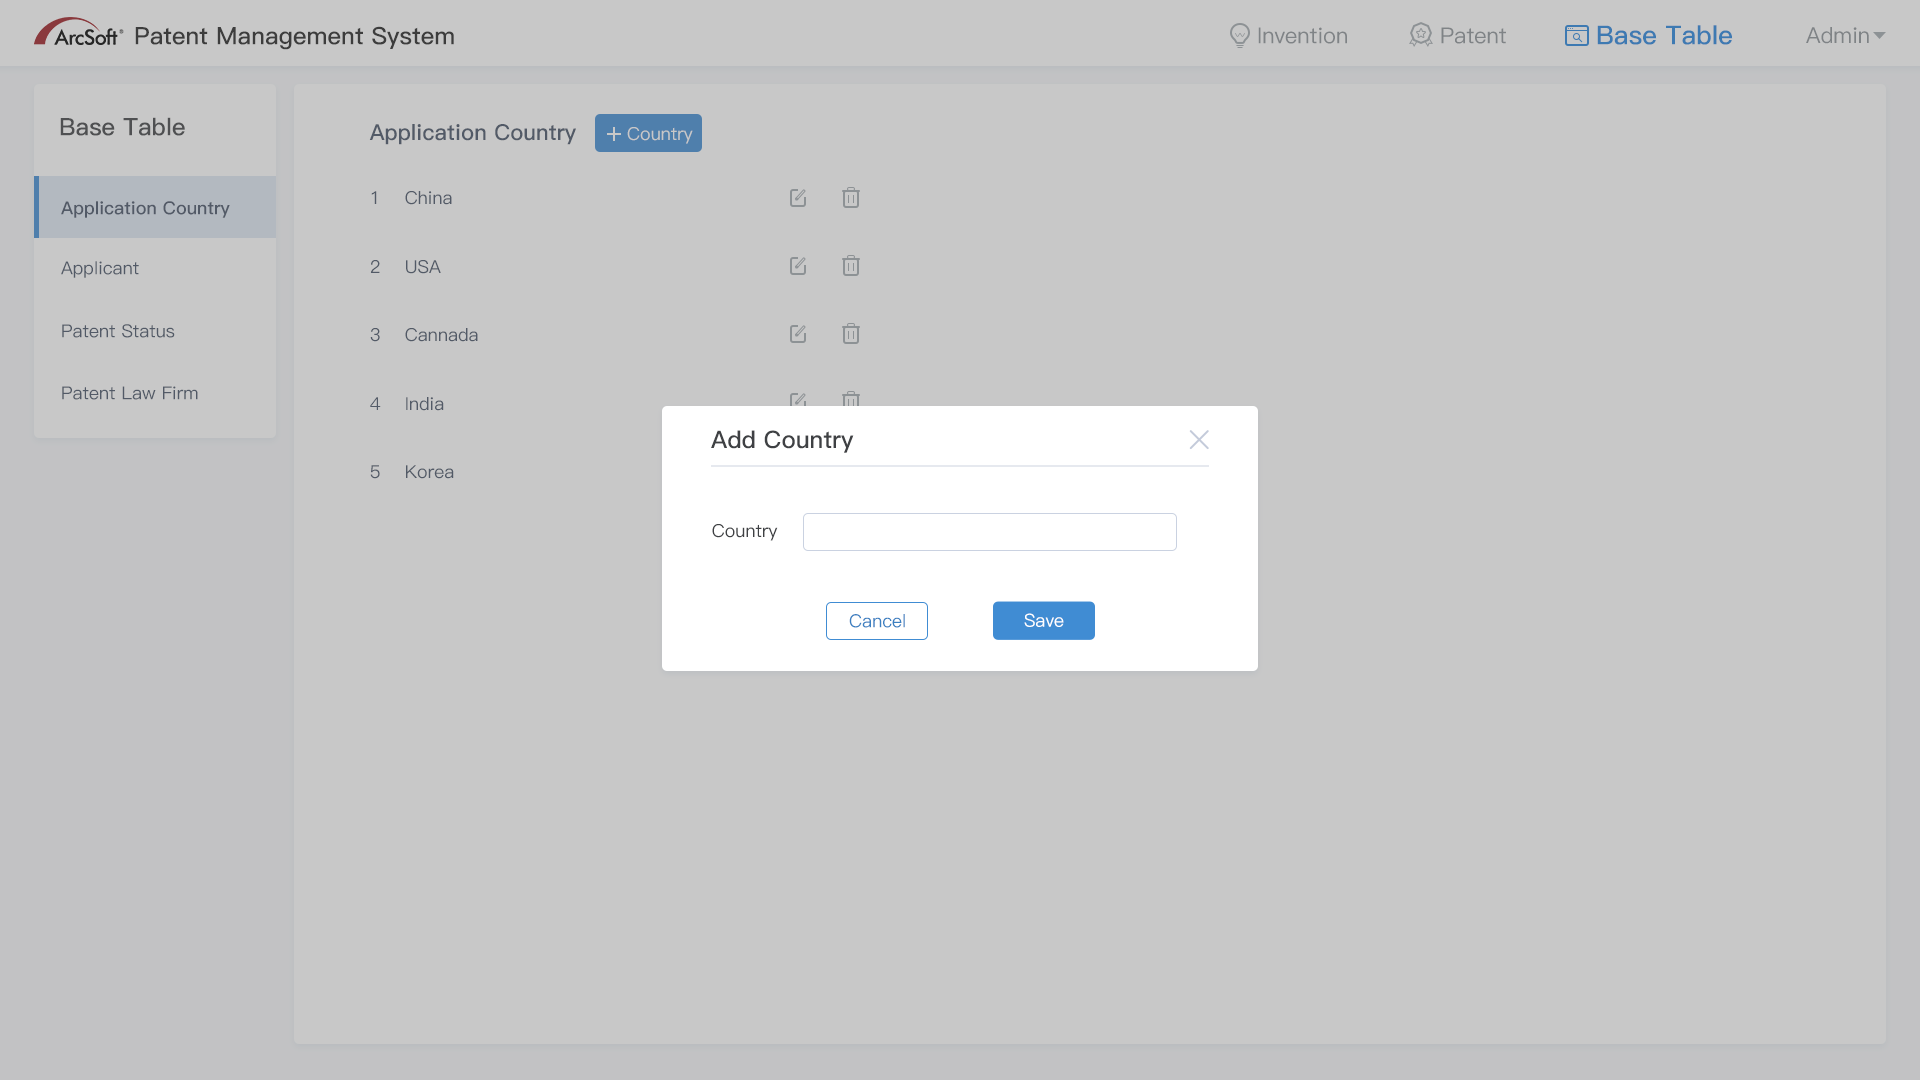 ArcSoft® Patent Management System
Invention
Patent
Base Table
Admin
Base Table
Application Country
Applicant
Patent Status
Patent Law Firm
Application Country
+ Country
1 China
2 USA
3 Cannada
4 India
5 Korea
Add Country
Country
Cancel
Save